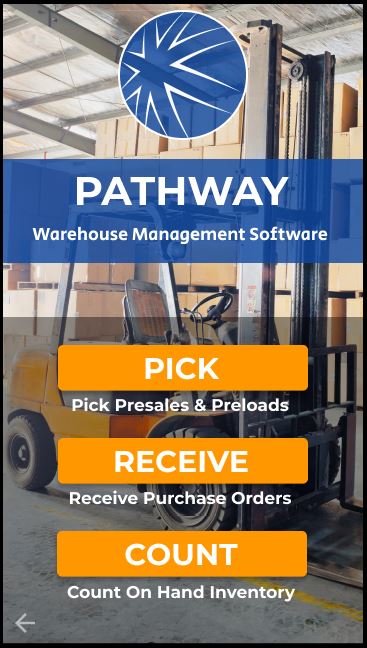 PATHWAY
Warehouse Management Software
PICK
Pick Presales & Preloads
RECEIVE
Receive Purchase Orders
COUNT
Count On Hand Inventory